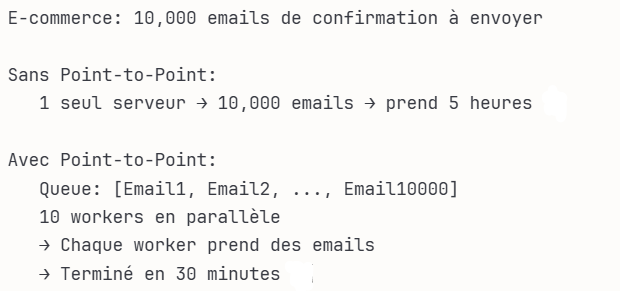 E-commerce: 10,000 emails de confirmation à envoyer
Sans Point-to-Point:
1 seul serveur → 10,000 emails → prend 5 heures
Avec Point-to-Point:
Queue: [Email1, Email2, ..., Email10000]
10 workers en parallèle
→ Chaque worker prend des emails
→ Terminé en 30 minutes